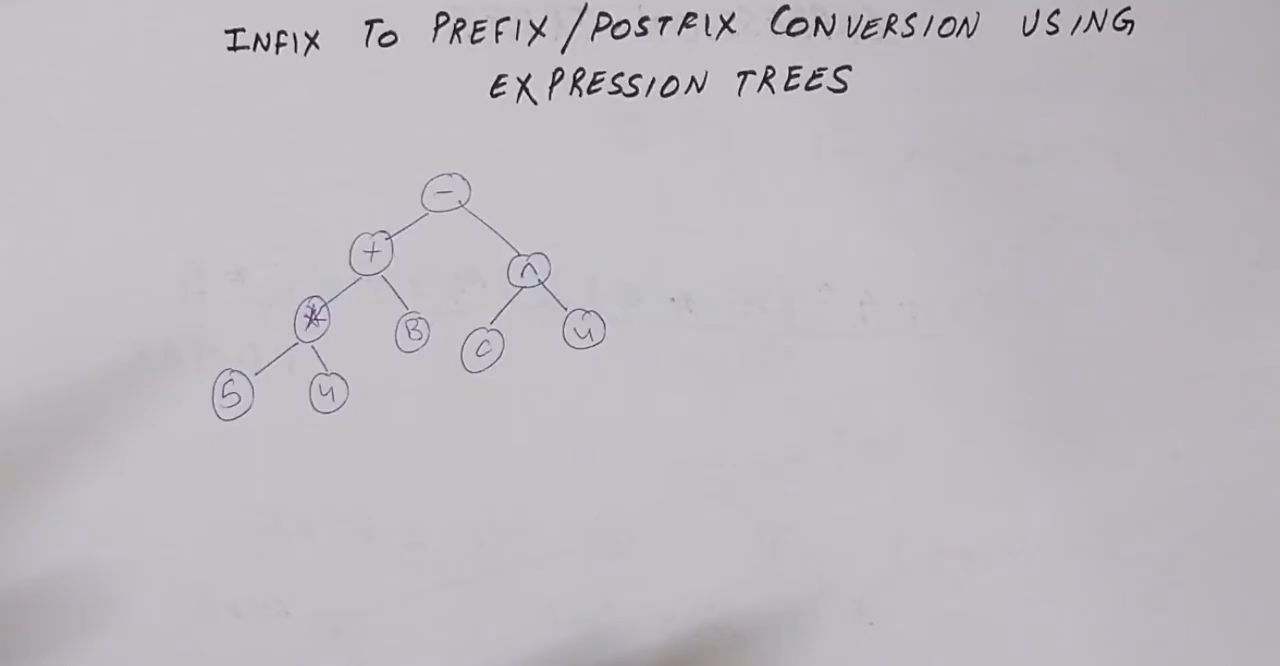 INFIX TO PREFIX/POSTFIX CONVERSION USING
EXPRESSION TREES
-
+
^
*
B
C
4
5
4